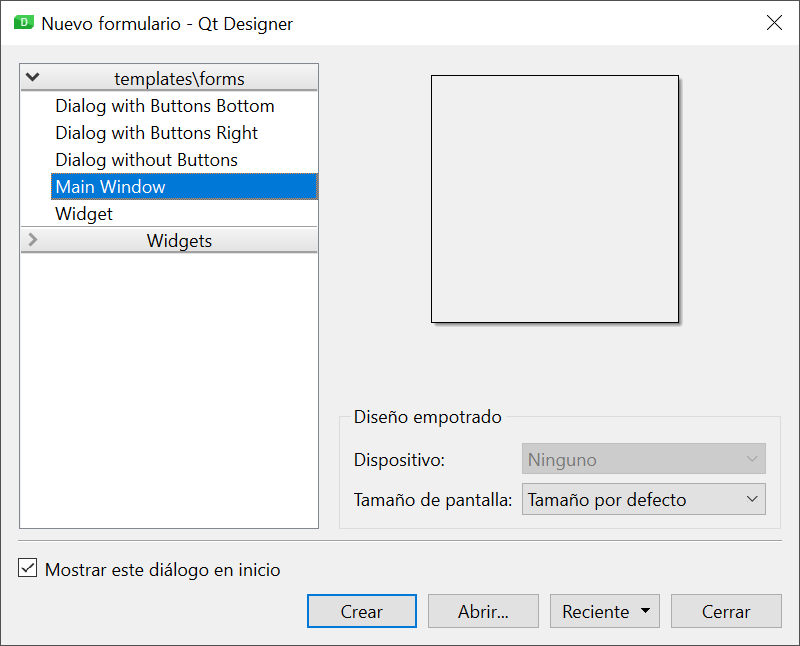 Nuevo formulario - Qt Designer
templates\forms
Dialog with Buttons Bottom
Dialog with Buttons Right
Dialog without Buttons
Main Window
Widget
Widgets
Diseño empotrado
Dispositivo: Ninguno
Tamaño de pantalla: Tamaño por defecto
Mostrar este diálogo en inicio
Crear Abrir... Reciente Cerrar